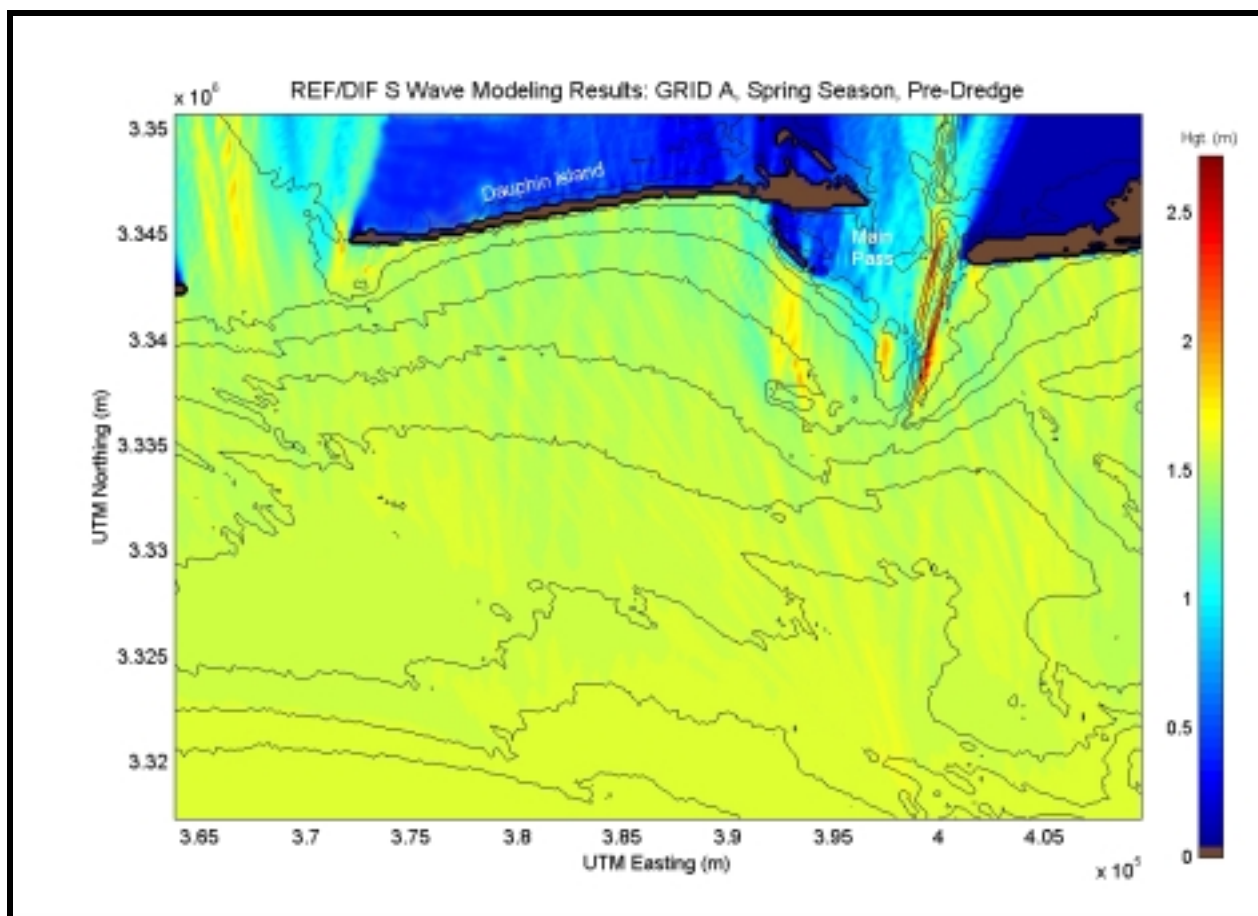 REF/DIF S Wave Modeling Results: GRID A, Spring Season, Pre-Dredge
x 10⁶
Hgt. (m)
3.35
3.345
3.34
3.335
3.33
3.325
3.32
UTM Northing (m)
Dauphin Island
Main
Pass
2.5
2
1.5
1
0.5
0
3.65
3.7
3.75
3.8
3.85
3.9
3.95
4
4.05
UTM Easting (m)
x 10⁵